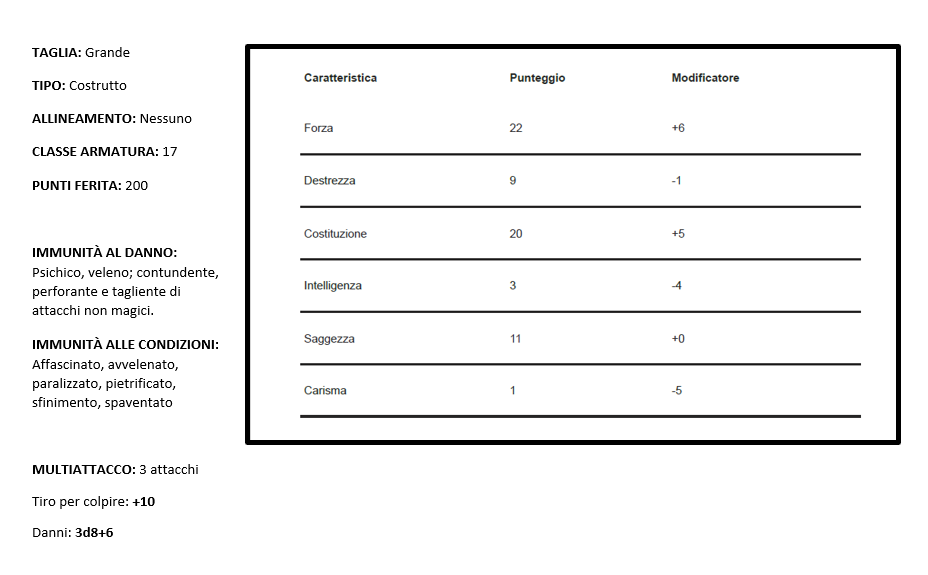 TAGLIA: Grande
TIPO: Costrutto
ALLINEAMENTO: Nessuno
CLASSE ARMATURA: 17
PUNTI FERITA: 200
IMMUNITÀ AL DANNO:
Psichico, veleno; contundente,
perforante e tagliente di
attacchi non magici.
IMMUNITÀ ALLE CONDIZIONI:
Affascinato, avvelenato,
paralizzato, pietrificato,
sfinimento, spaventato
MULTIATTACCO: 3 attacchi
Tiro per colpire: +10
Danni: 3d8+6
Caratteristica Punteggio Modificatore
Forza 22 +6
Destrezza 9 -1
Costituzione 20 +5
Intelligenza 3 -4
Saggezza 11 +0
Carisma 1 -5